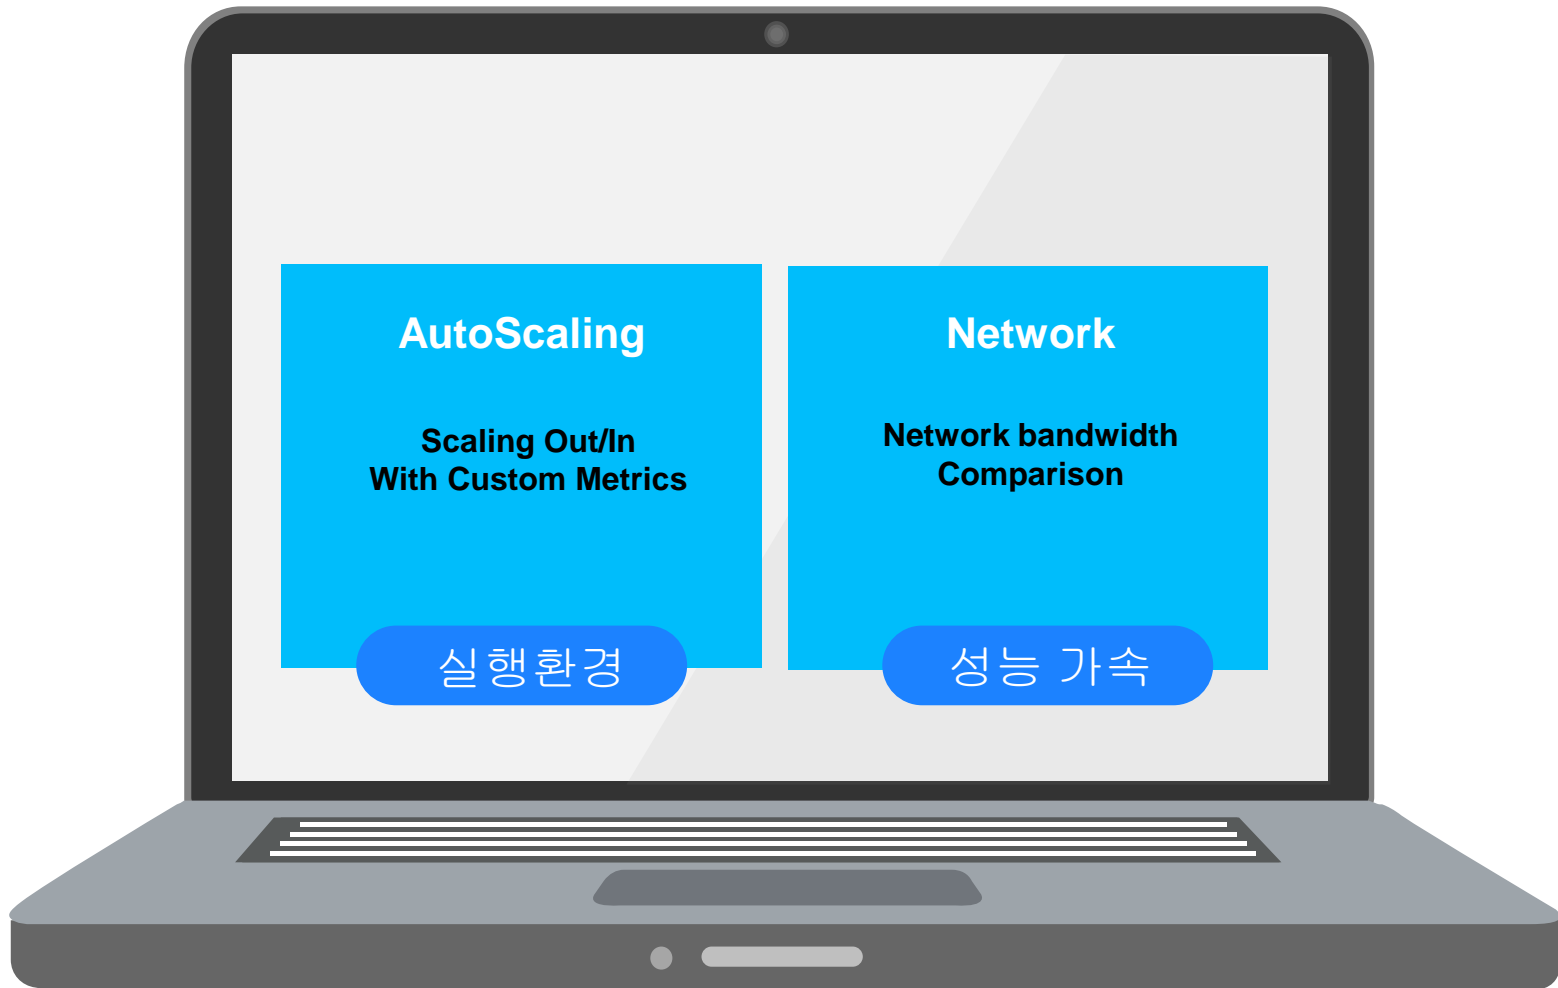 AutoScaling
Scaling Out/In
With Custom Metrics
실행환경
Network
Network bandwidth
Comparison
성능 가속